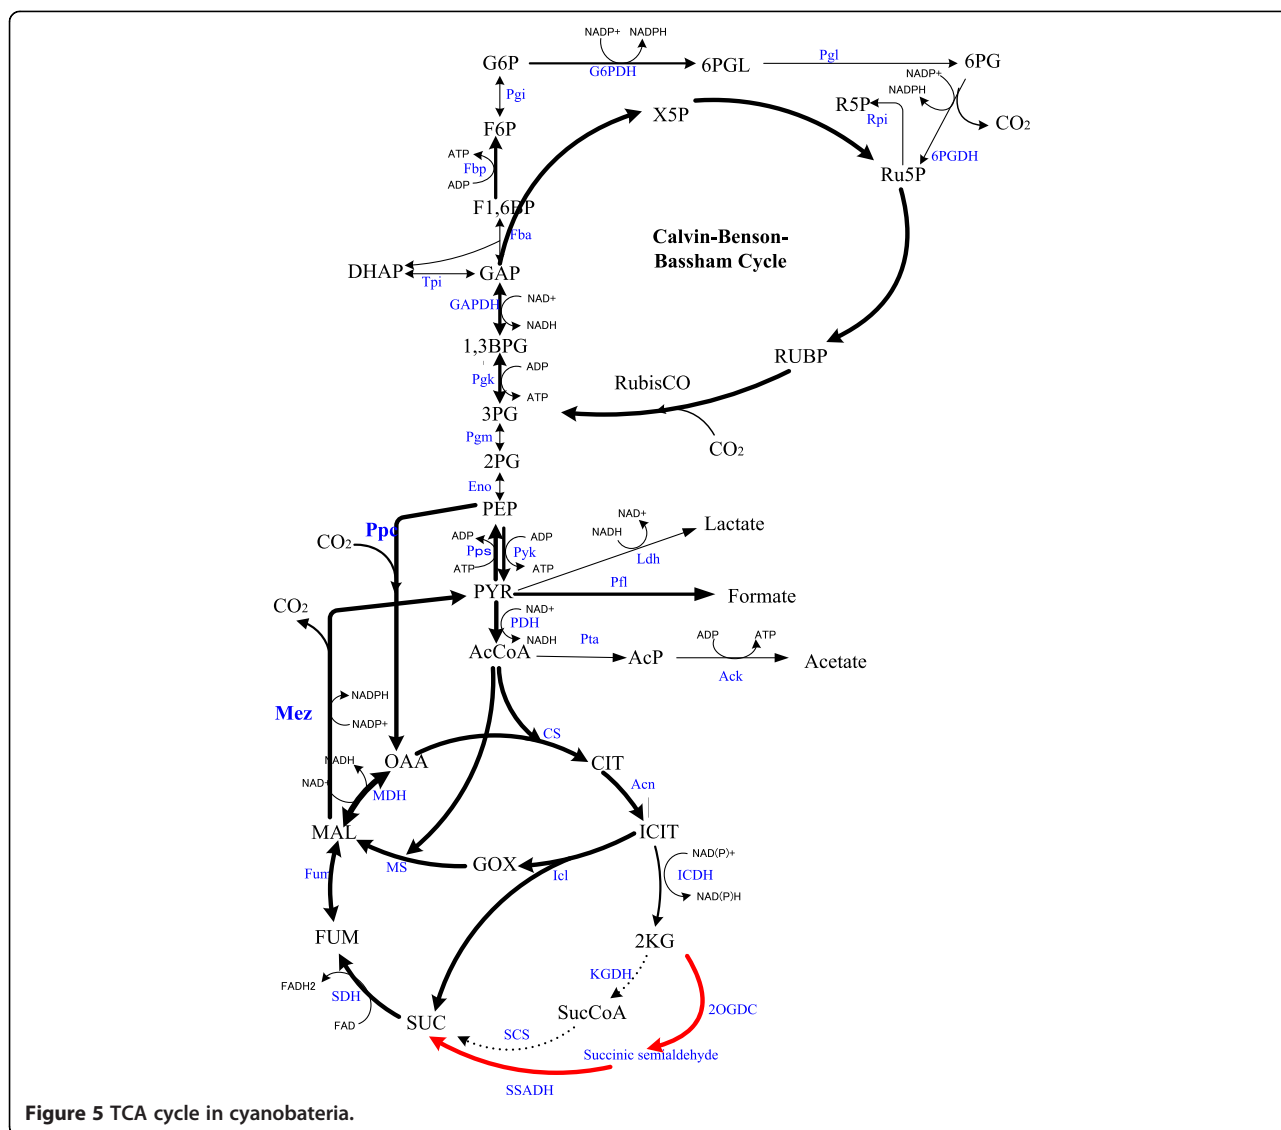 NADP+ NADPH
G6P G6PDH 6PGL Pgl 6PG
Pgi
NADP+
NADPH
R5P Rpi CO2
X5P
F6P
ATP
Fbp
ADP
6PGDH
Ru5P
F1,6BP
Fba
Calvin-Benson-
Bassham Cycle
DHAP Tpi GAP
GAPDH NAD+
NADH
1,3BPG RUBP
Pgk ADP
ATP
RubisCO
3PG
Pgm CO2
2PG
Eno
PEP
Ppc
CO2
ADP
Pps
ATP
Pyk
ADP
ATP
NAD+
NADH
Ldh
Lactate
PYR Pfl Formate
CO2
PDH NAD+
NADH
AcCoA Pta AcP ADP ATP
Ack
Acetate
NADPH
Mez
NADP+
CS
OAA CIT
NADH
NAD+
MDH
Acn
MAL ICIT
MS GOX Icl
Fum
NAD(P)+
ICDH
NAD(P)H
FUM 2KG
FADH2
SDH
FAD
KGDH
SUC SucCoA 2OGDC
SCS
Succinic semialdehyde
SSADH
Figure 5 TCA cycle in cyanobateria.